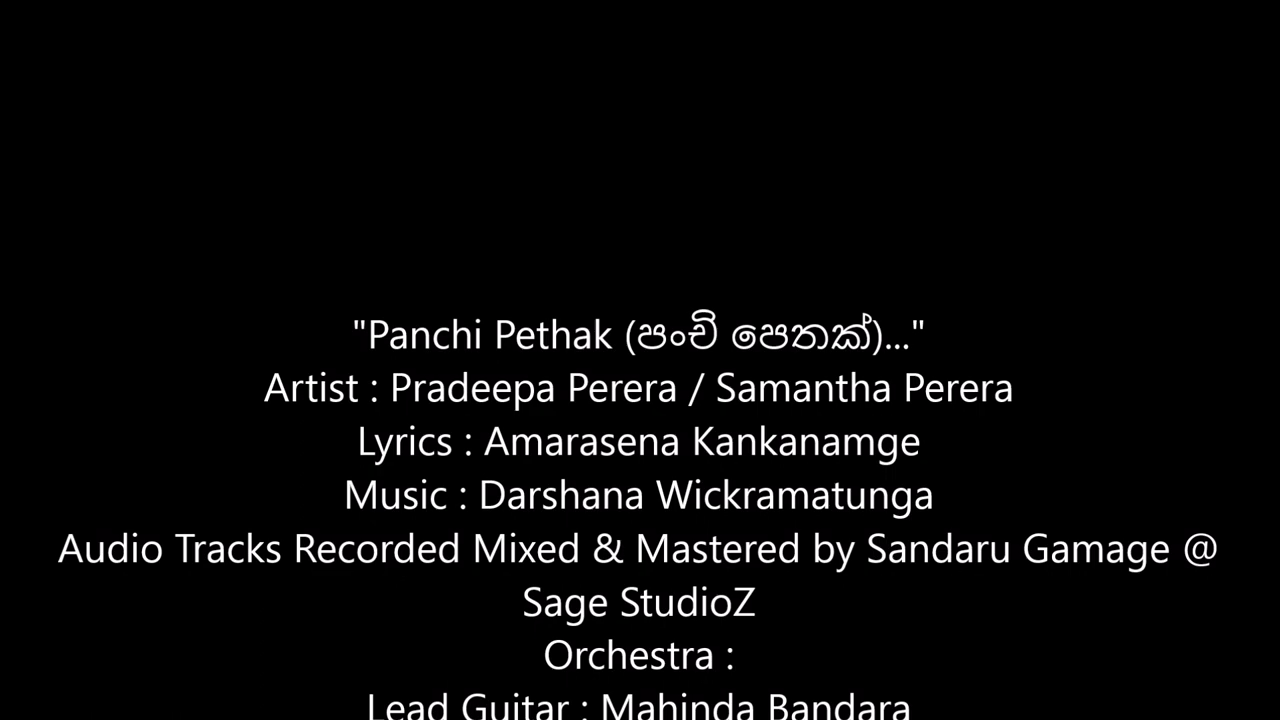 "Panchi Pethak (පංචි පෙතක්)..."
Artist : Pradeepa Perera / Samantha Perera
Lyrics : Amarasena Kankanamge
Music : Darshana Wickramatunga
Audio Tracks Recorded Mixed & Mastered by Sandaru Gamage @
Sage StudioZ
Orchestra :
Lead Guitar : Mahinda Bandara